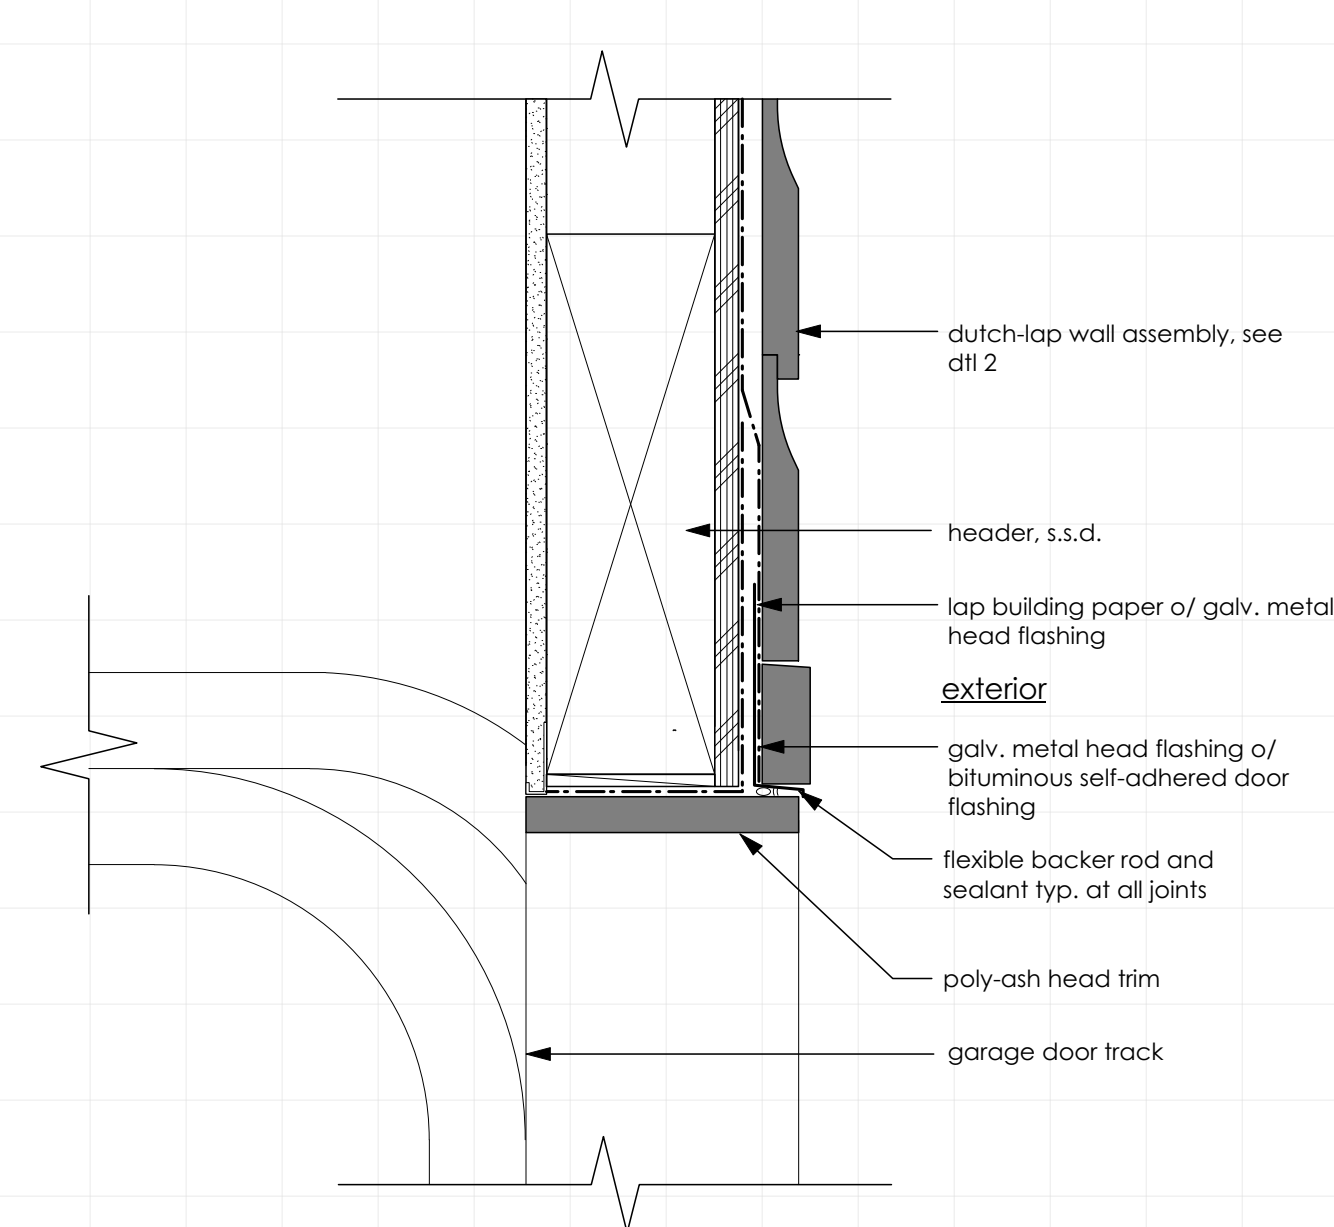 dutch-lap wall assembly, see
dtl 2
header, s.s.d.
lap building paper o/ galv. metal
head flashing
exterior
galv. metal head flashing o/
bituminous self-adhered door
flashing
flexible backer rod and
sealant typ. at all joints
poly-ash head trim
garage door track